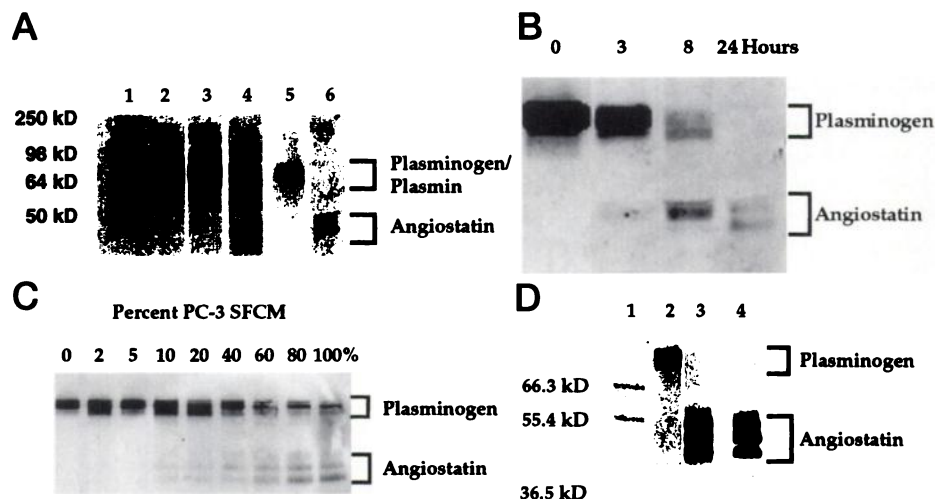 A
1 2 3 4 5 6
250 kD
98 kD
64 kD
50 kD
Plasminogen/
Plasmin
Angiostatin
B
0 3 8 24 Hours
Plasminogen
Angiostatin
C
Percent PC-3 SFCM
0 2 5 10 20 40 60 80 100%
Plasminogen
Angiostatin
D
1 2 3 4
66.3 kD
55.4 kD
36.5 kD
Plasminogen
Angiostatin